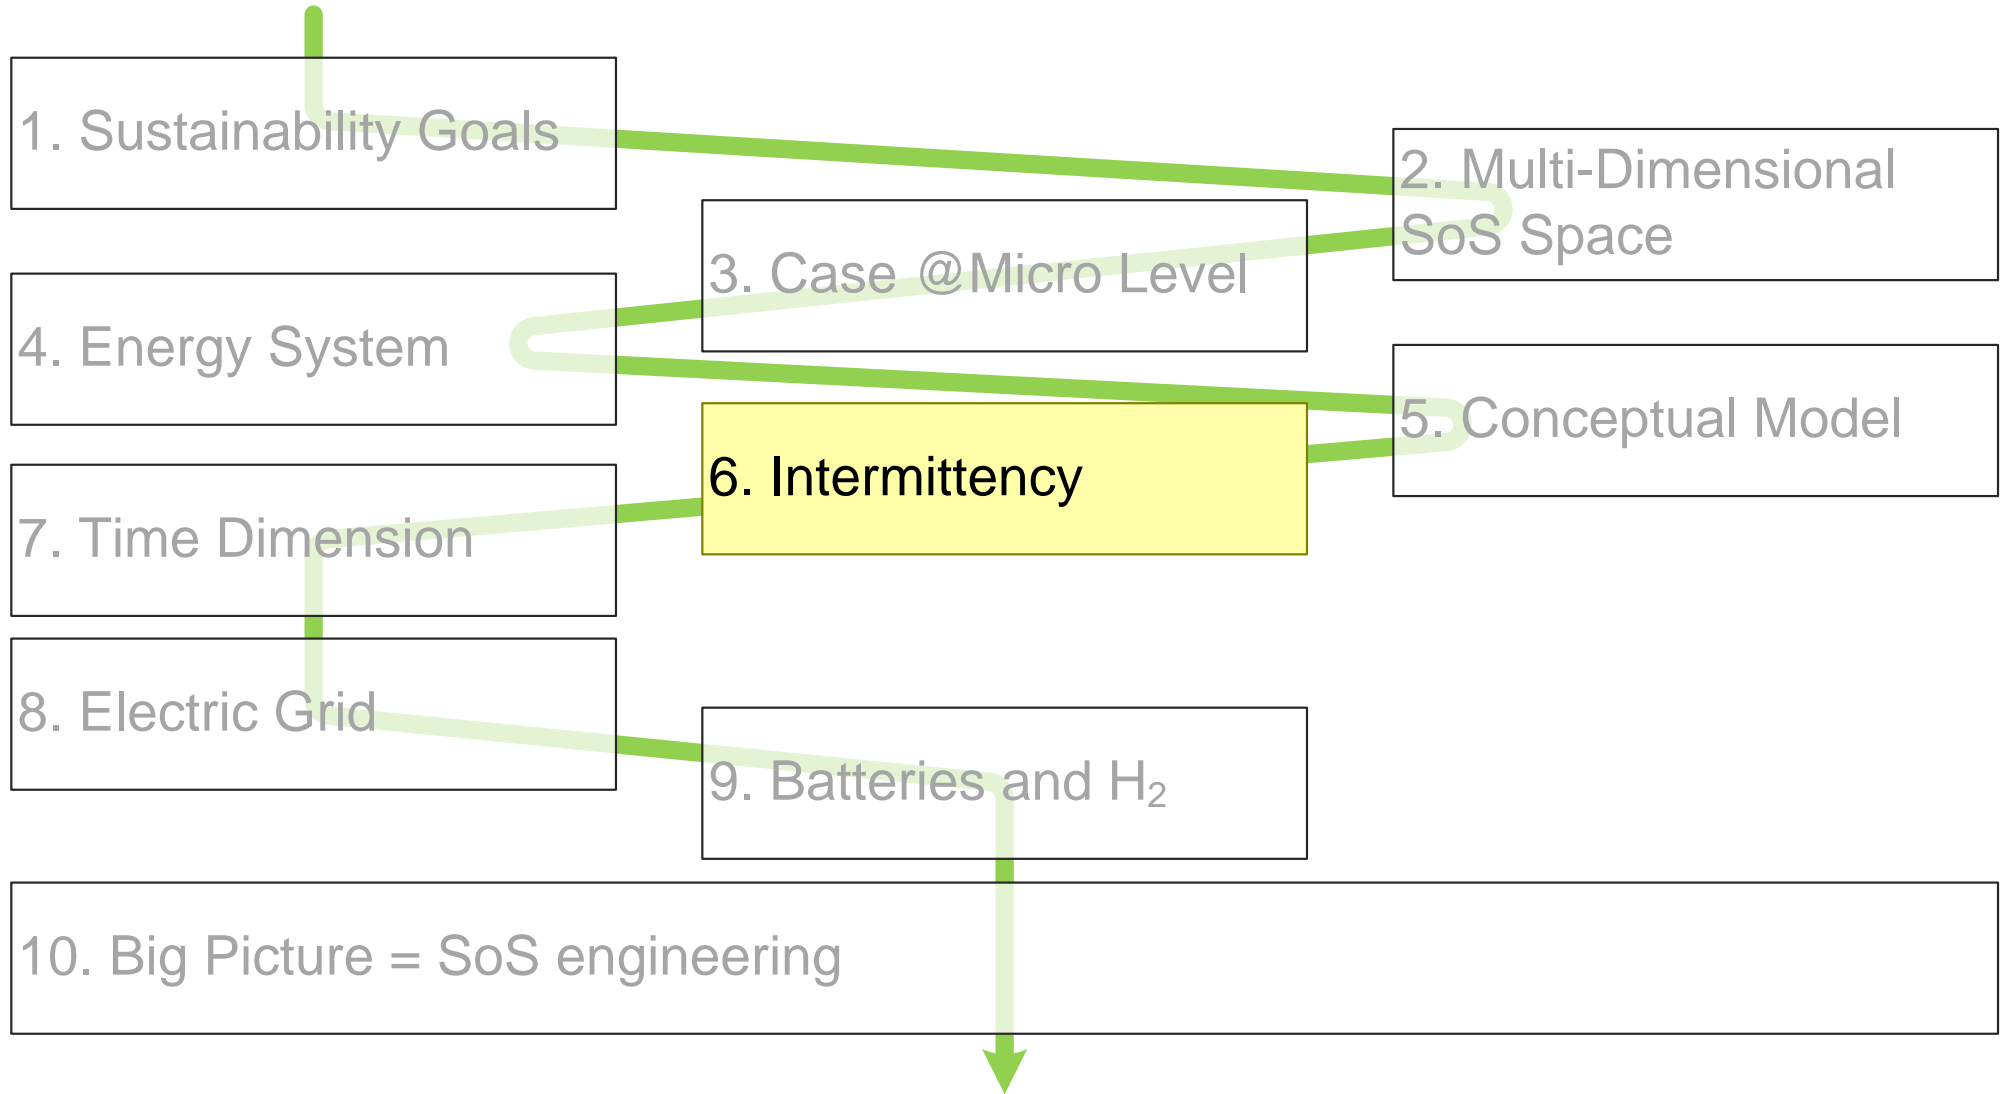 1. Sustainability Goals
2. Multi-Dimensional
SoS Space
3. Case @Micro Level
4. Energy System
5. Conceptual Model
6. Intermittency
7. Time Dimension
8. Electric Grid
9. Batteries and H₂
10. Big Picture = SoS engineering